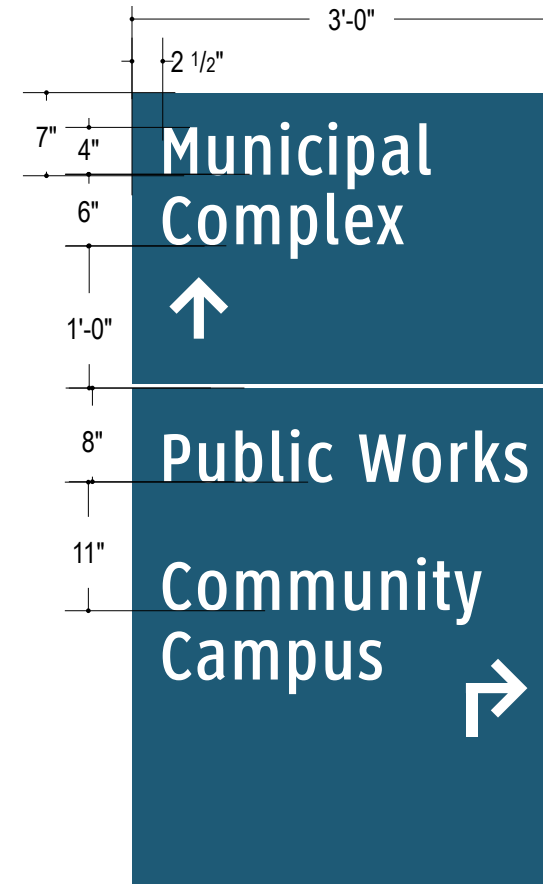 3'-0"
2 1/2"
7"
4"
Municipal
6"
Complex
1'-0"
8"
Public Works
11"
Community
Campus